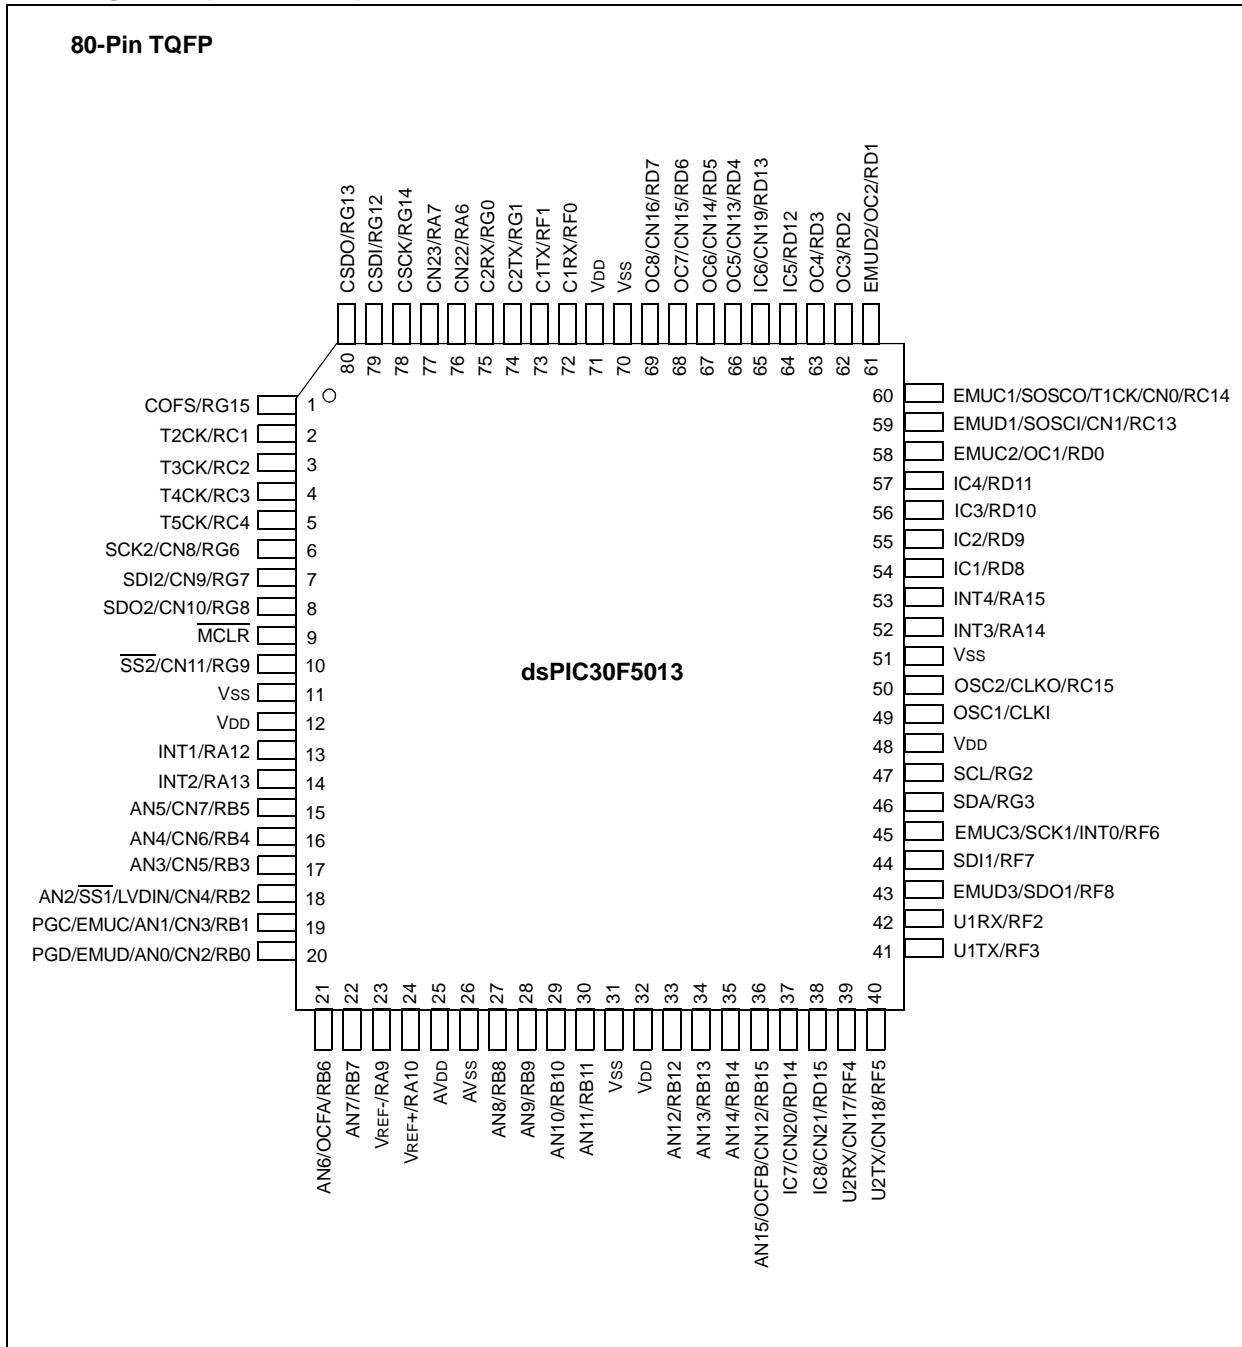 80-Pin TQFP
CSDO/RG13
CSDI/RG12
CSCK/RG14
CN23/RA7
CN22/RA6
C2RX/RG0
C2TX/RG1
C1TX/RF1
C1RX/RF0
VDD
VSS
OC8/CN16/RD7
OC7/CN15/RD6
OC6/CN14/RD5
OC5/CN13/RD4
IC6/CN19/RD13
IC5/RD12
OC4/RD3
OC3/RD2
EMUD2/OC2/RD1
80
79
78
77
76
75
74
73
72
71
70
69
68
67
66
65
64
63
62
61
COFS/RG15 1
T2CK/RC1 2
T3CK/RC2 3
T4CK/RC3 4
T5CK/RC4 5
SCK2/CN8/RG6 6
SDI2/CN9/RG7 7
SDO2/CN10/RG8 8
MCLR 9
SS2/CN11/RG9 10
VSS 11
VDD 12
INT1/RA12 13
INT2/RA13 14
AN5/CN7/RB5 15
AN4/CN6/RB4 16
AN3/CN5/RB3 17
AN2/SS1/LVDIN/CN4/RB2 18
PGC/EMUC/AN1/CN3/RB1 19
PGD/EMUD/AN0/CN2/RB0 20
dsPIC30F5013
60 EMUC1/SOSCO/T1CK/CN0/RC14
59 EMUD1/SOSCI/CN1/RC13
58 EMUC2/OC1/RD0
57 IC4/RD11
56 IC3/RD10
55 IC2/RD9
54 IC1/RD8
53 INT4/RA15
52 INT3/RA14
51 VSS
50 OSC2/CLKO/RC15
49 OSC1/CLKI
48 VDD
47 SCL/RG2
46 SDA/RG3
45 EMUC3/SCK1/INT0/RF6
44 SDI1/RF7
43 EMUD3/SDO1/RF8
42 U1RX/RF2
41 U1TX/RF3
21
22
23
24
25
26
27
28
29
30
31
32
33
34
35
36
37
38
39
40
AN6/OCFA/RB6
AN7/RB7
VREF-/RA9
VREF+/RA10
AVDD
AVSS
AN8/RB8
AN9/RB9
AN10/RB10
AN11/RB11
VSS
VDD
AN12/RB12
AN13/RB13
AN14/RB14
AN15/OCFB/CN12/RB15
IC7/CN20/RD14
IC8/CN21/RD15
U2RX/CN17/RF4
U2TX/CN18/RF5